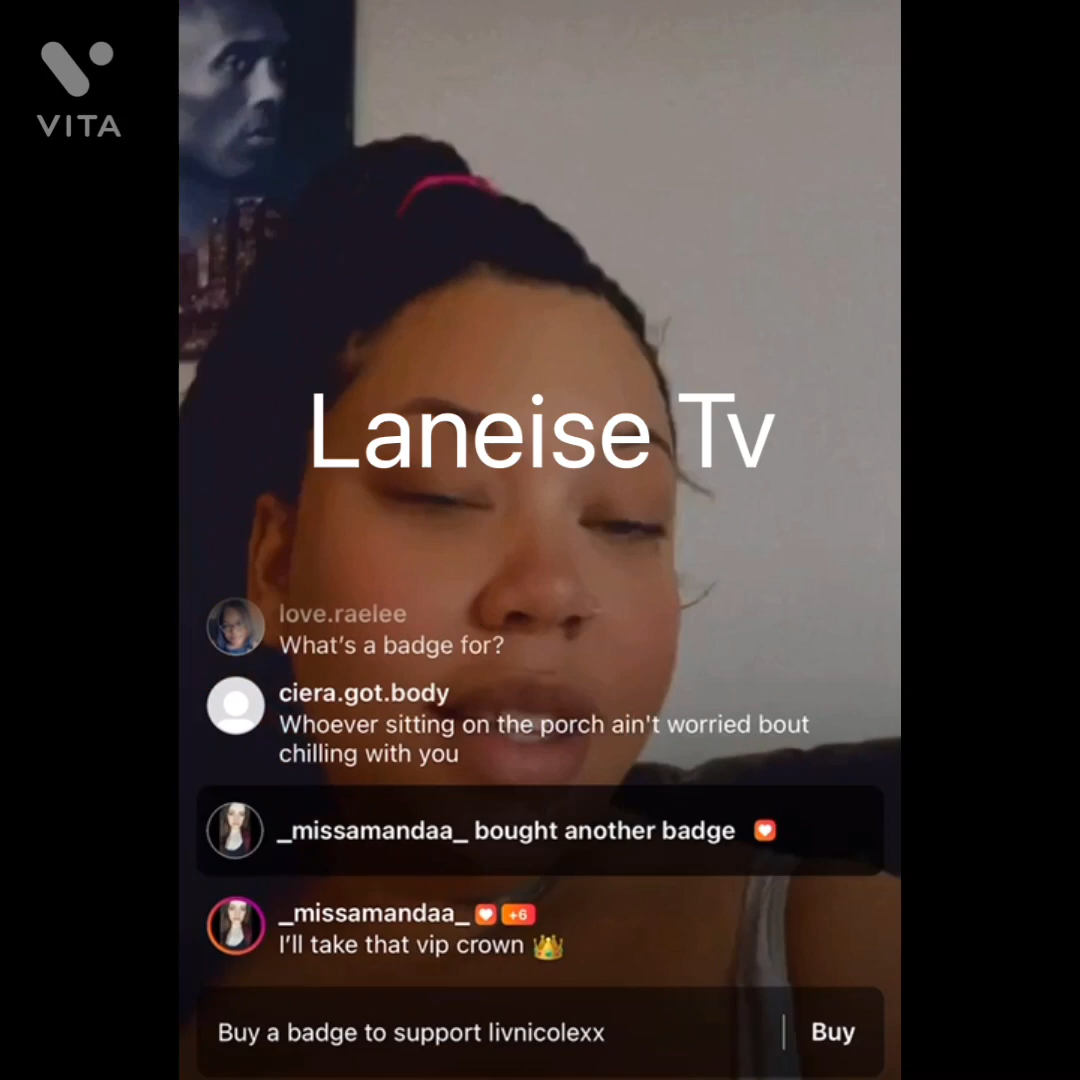 VITA
Laneise Tv
love.raelee
What's a badge for?
ciera.got.body
Whoever sitting on the porch ain't worried bout
chilling with you
_missamandaa_ bought another badge
_missamandaa_ +6
I'll take that vip crown 👑
Buy a badge to support livnicolexx | Buy